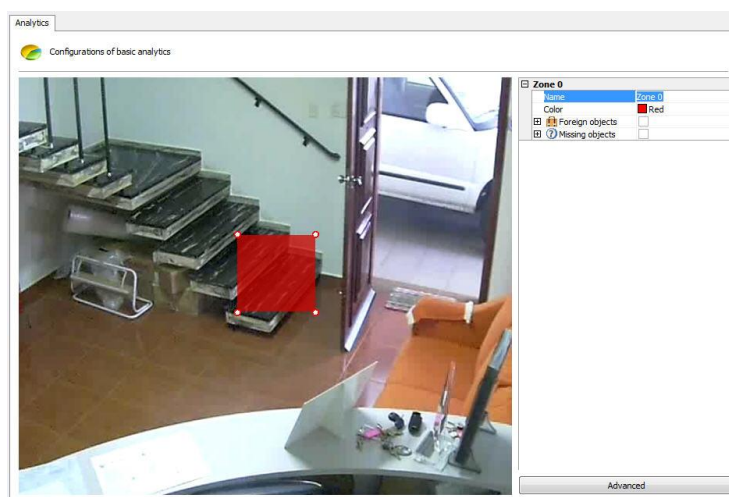 Analytics
Configurations of basic analytics
Zone 0
Name Zone 0
Color Red
Foreign objects
Missing objects
Advanced